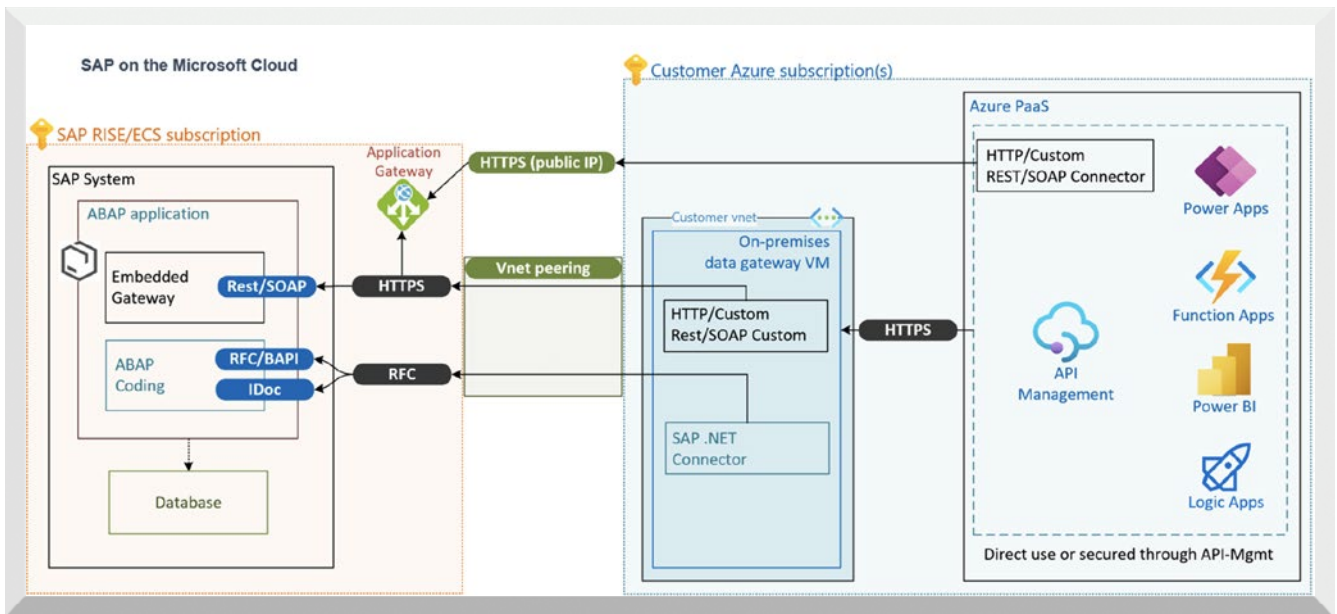 SAP on the Microsoft Cloud
Customer Azure subscription(s)
SAP RISE/ECS subscription
Azure PaaS
Application
Gateway
HTTPS (public IP)
HTTP/Custom
REST/SOAP Connector
SAP System
ABAP application
Power Apps
Customer vnet
On-premises
data gateway VM
Vnet peering
Embedded
Gateway
Rest/SOAP
HTTPS
HTTP/Custom
Rest/SOAP Custom
HTTPS
Function Apps
ABAP
Coding
RFC/BAPI
IDoc
RFC
API
Management
Power BI
SAP .NET
Connector
Database
Logic Apps
Direct use or secured through API-Mgmt